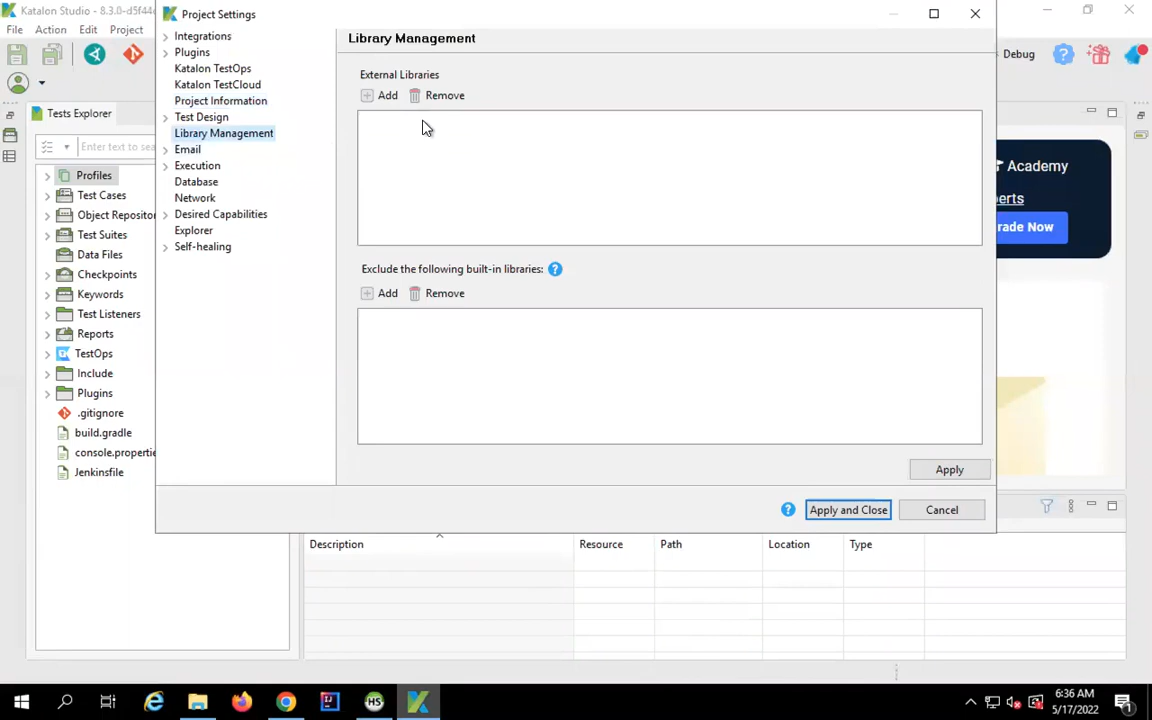 Katalon Studio - 8.3.0-d5f44
Project Settings
File
Action
Edit
Project
Debug
Integrations
Plugins
Katalon TestOps
Katalon TestCloud
Project Information
Test Design
Library Management
Email
Execution
Database
Network
Desired Capabilities
Explorer
Self-healing
Library Management
External Libraries
Add
Remove
Exclude the following built-in libraries:
Add
Remove
Apply
Apply and Close
Cancel
Tests Explorer
Enter text to sea
Profiles
Test Cases
Object Reposito
Test Suites
Data Files
Checkpoints
Keywords
Test Listeners
Reports
TestOps
Include
Plugins
.gitignore
build.gradle
console.propertie
Jenkinsfile
Academy
perts
rade Now
Description
Resource
Path
Location
Type
HS
6:36 AM
5/17/2022
1